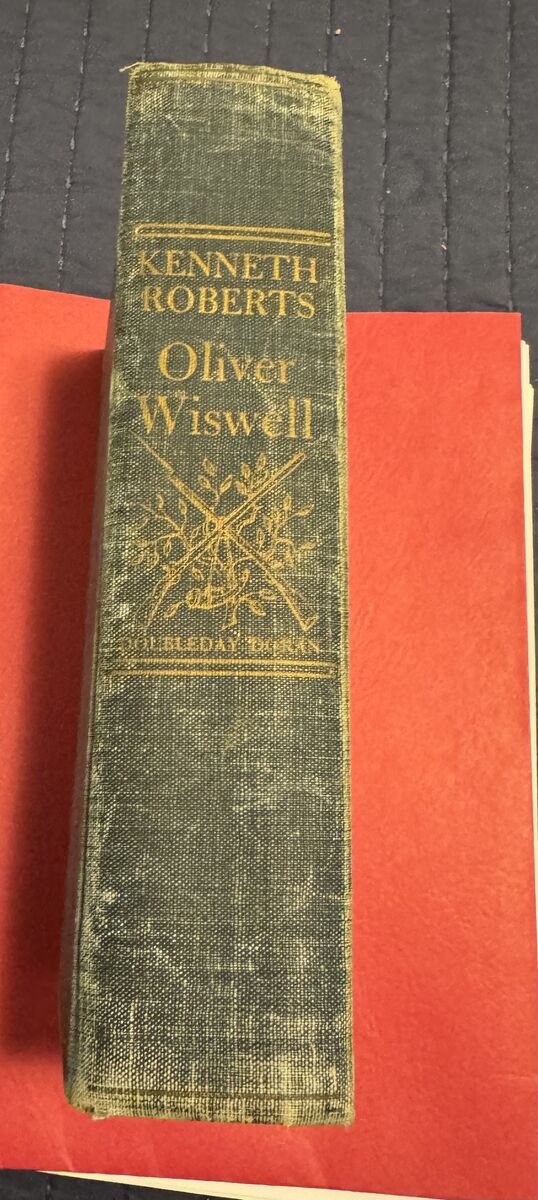 KENNETH
ROBERTS
Oliver
Wiswell
DOUBLEDAY DORAN